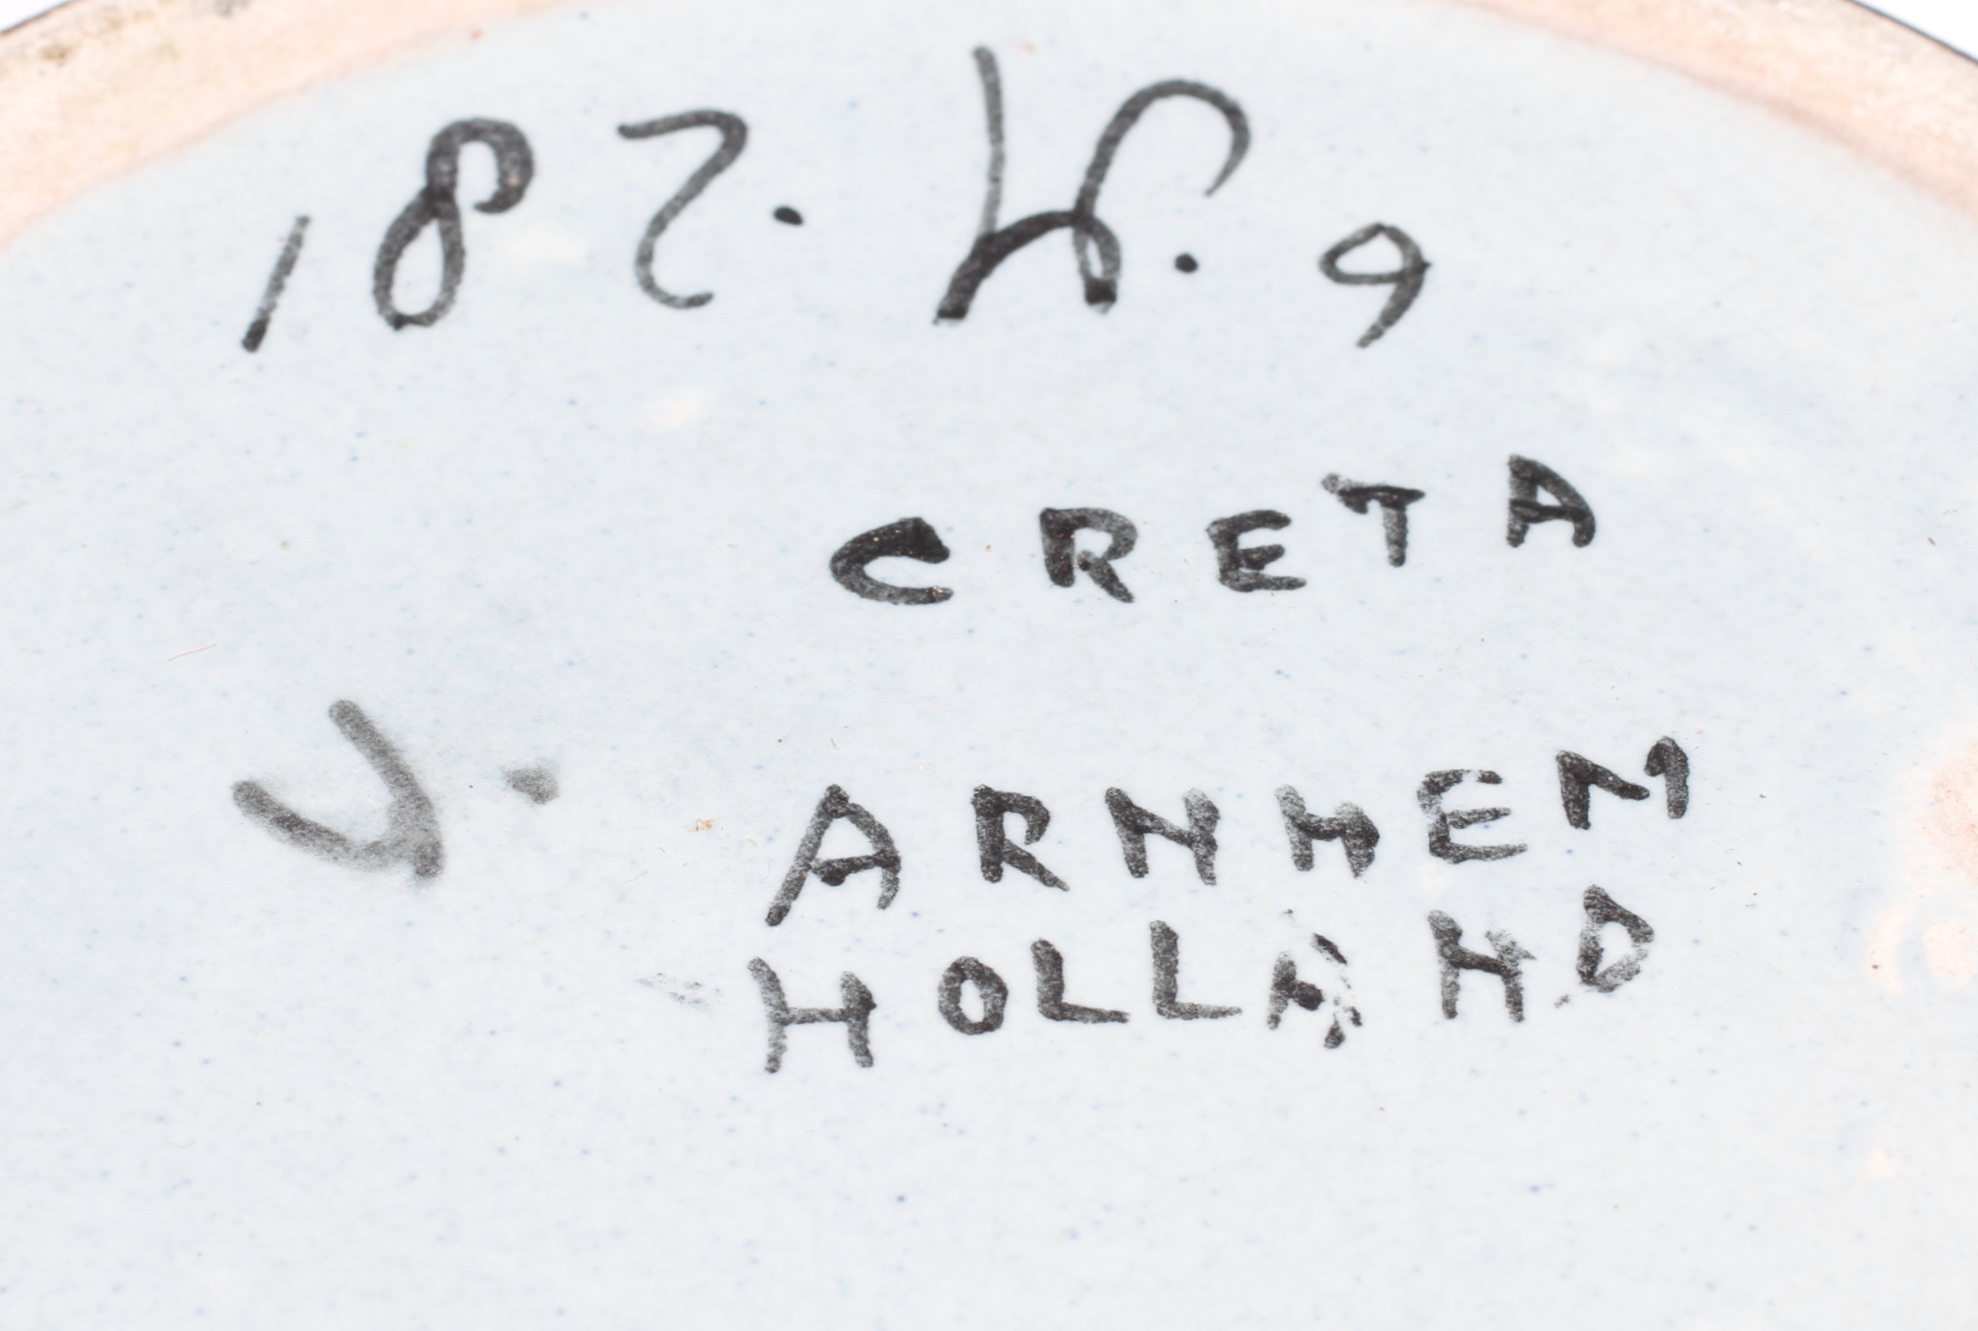 182.H.9
CRETA
V.
ARNHEM
HOLLAND